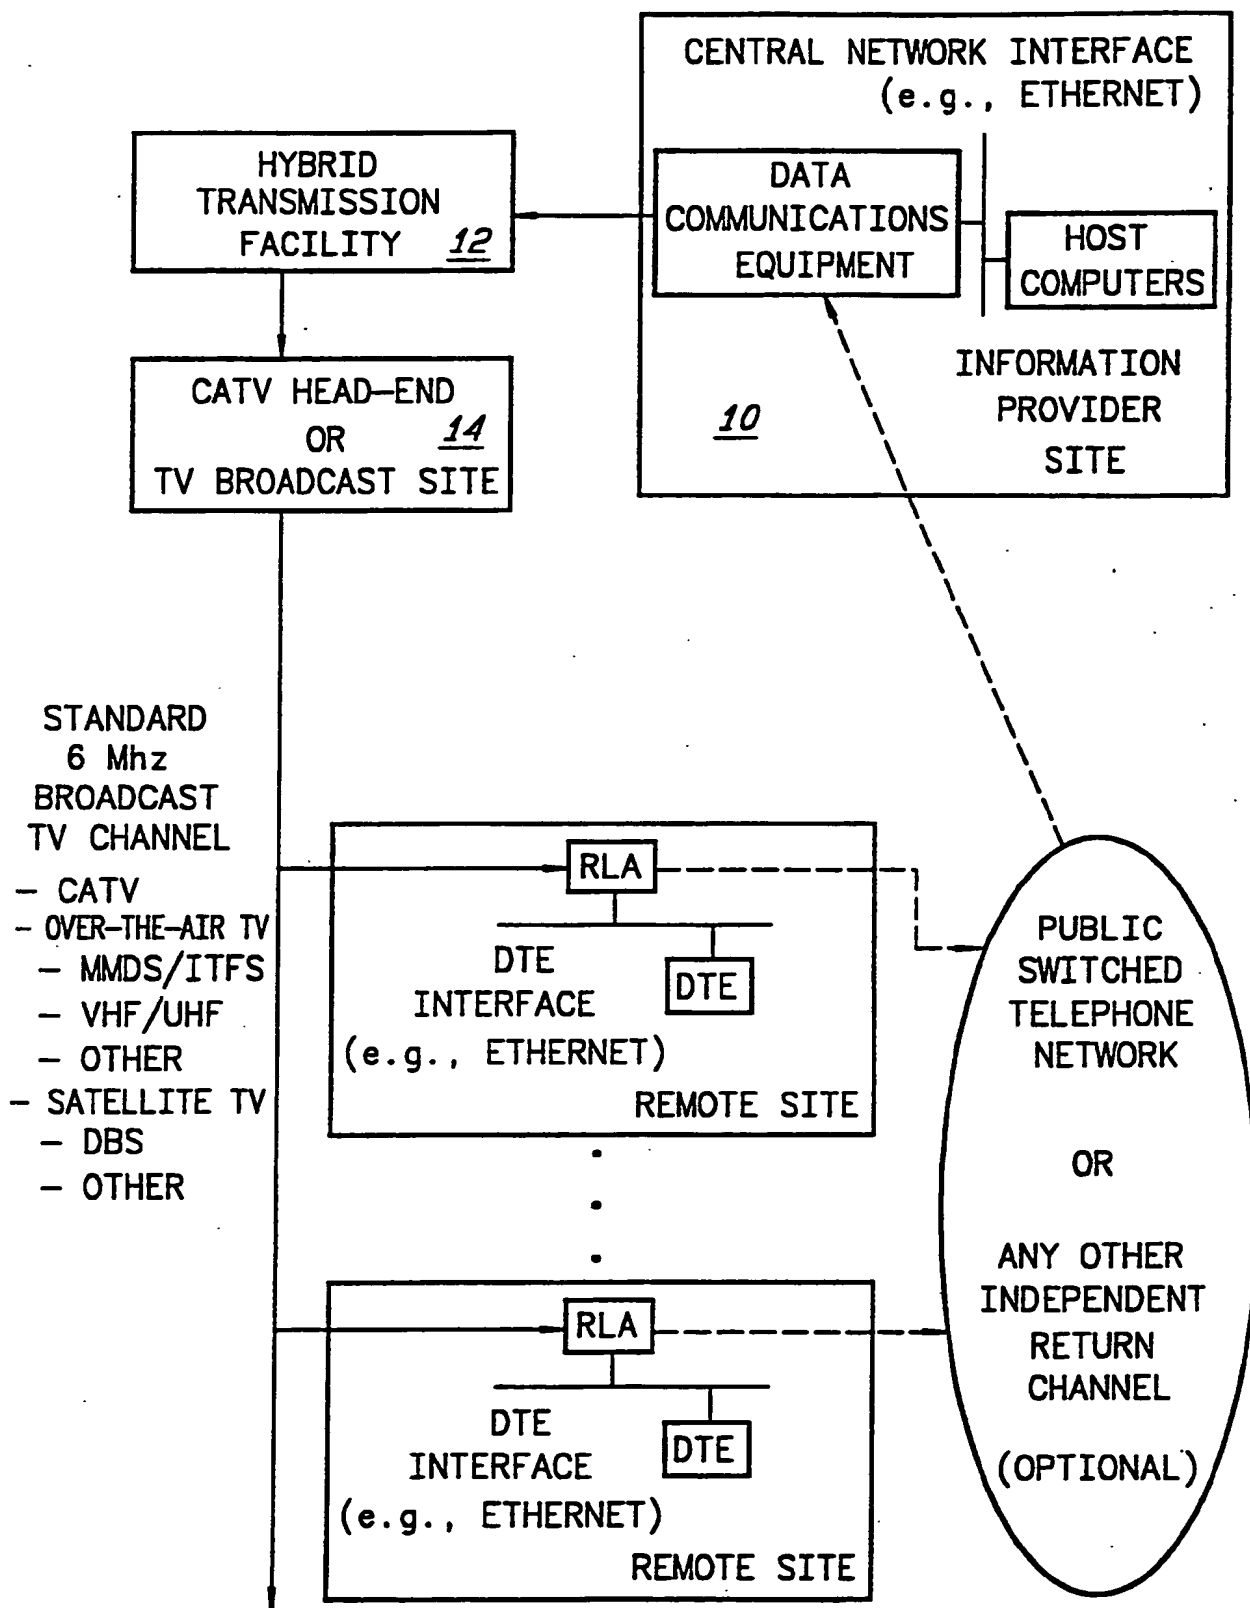 CENTRAL NETWORK INTERFACE
(e.g., ETHERNET)
HYBRID
TRANSMISSION
FACILITY 12
DATA
COMMUNICATIONS
EQUIPMENT
HOST
COMPUTERS
INFORMATION
PROVIDER
SITE
10
CATV HEAD-END
OR 14
TV BROADCAST SITE
STANDARD
6 Mhz
BROADCAST
TV CHANNEL
- CATV
- OVER-THE-AIR TV
- MMDS/ITFS
- VHF/UHF
- OTHER
- SATELLITE TV
- DBS
- OTHER
RLA
DTE
INTERFACE
(e.g., ETHERNET)
DTE
REMOTE SITE
RLA
DTE
INTERFACE
(e.g., ETHERNET)
DTE
REMOTE SITE
PUBLIC
SWITCHED
TELEPHONE
NETWORK
OR
ANY OTHER
INDEPENDENT
RETURN
CHANNEL
(OPTIONAL)